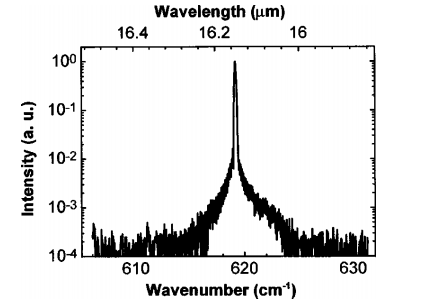 Wavelength (μm)
16.4 16.2 16
10⁰
10⁻¹
10⁻²
10⁻³
10⁻⁴
Intensity (a. u.)
610 620 630
Wavenumber (cm⁻¹)